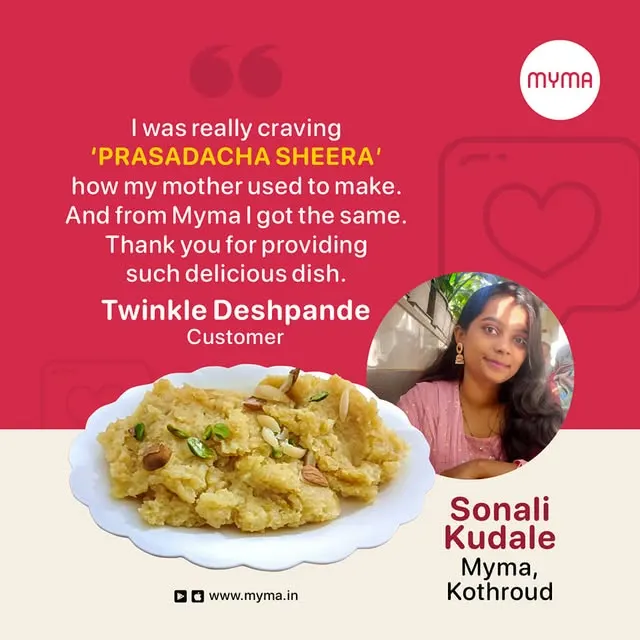 MYMA
I was really craving
‘PRASADACHA SHEERA’
how my mother used to make.
And from Myma I got the same.
Thank you for providing
such delicious dish.
Twinkle Deshpande
Customer
Sonali
Kudale
Myma,
Kothroud
www.myma.in